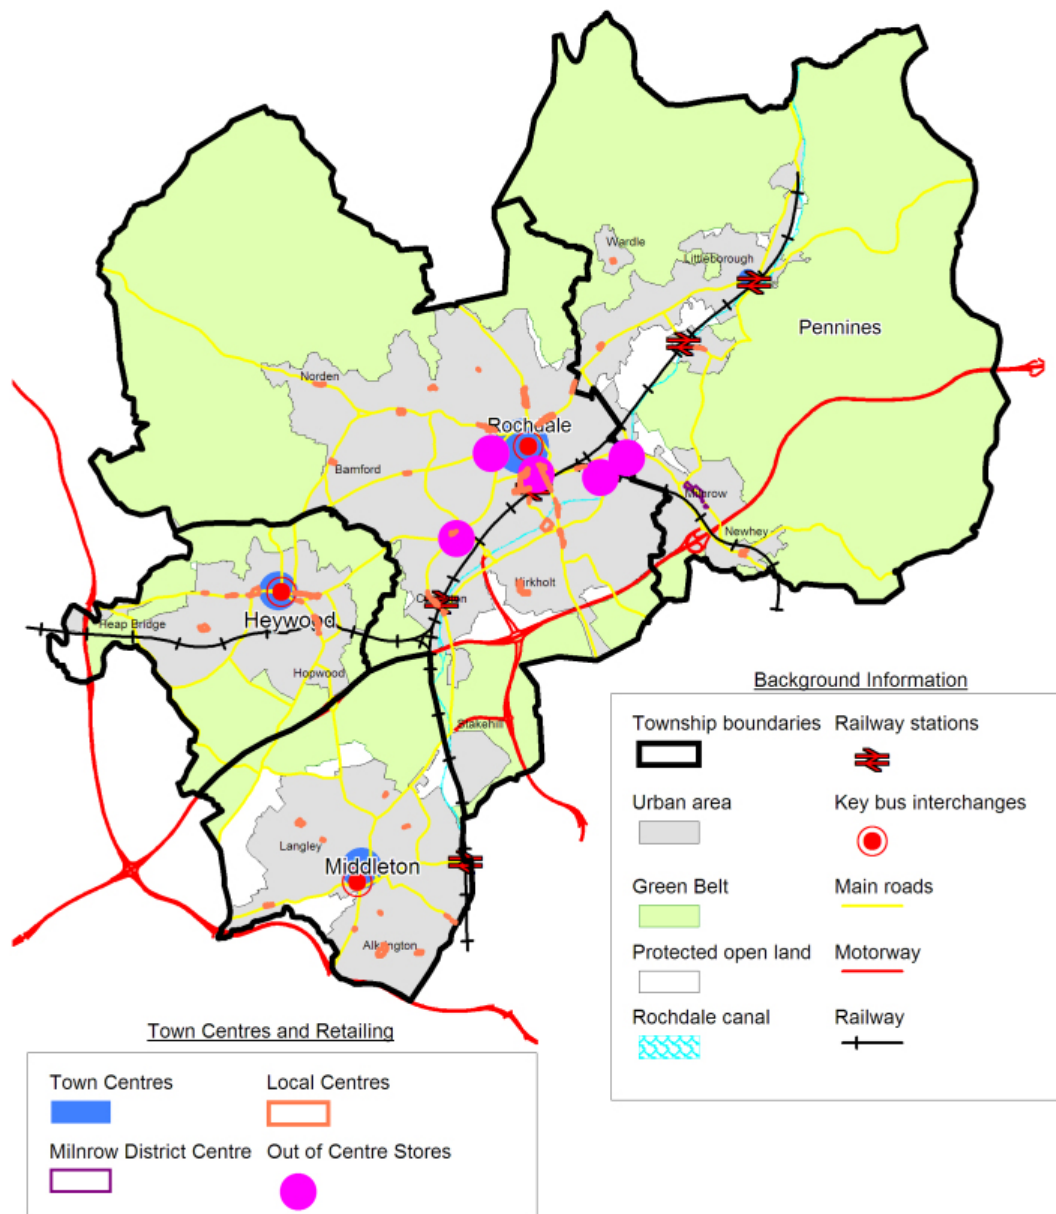 Wardle
Littleborough
Pennines
Norden
Rochdale
Bamford
Milnrow
Newhey
Kirkholt
Castleton
Heywood
Heap Bridge
Hopwood
Stakehill
Langley
Middleton
Alkrington
Background Information
Township boundaries
Railway stations
Urban area
Key bus interchanges
Green Belt
Main roads
Protected open land
Motorway
Rochdale canal
Railway
Town Centres and Retailing
Town Centres
Local Centres
Milnrow District Centre
Out of Centre Stores